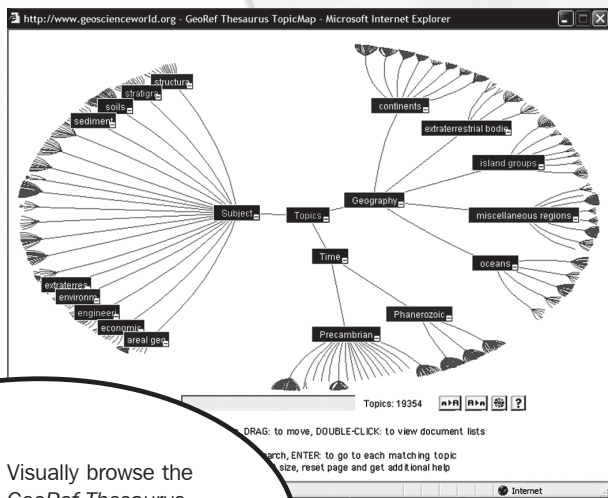 http://www.geoscienceworld.org - GeoRef Thesaurus TopicMap - Microsoft Internet Explorer
structura
stratigra
soils
sediment
continents
extraterrestrial bodie
island groups
Geography
Subject
Topics
miscellaneous regions
Time
oceans
extraterres
environm
engineer
economic
areal geo
Phanerozoic
Precambrian
Topics: 19354
a›A A›a ?
DRAG: to move, DOUBLE-CLICK: to view document lists
arch, ENTER: to go to each matching topic
size, reset page and get additional help
Internet
Visually browse the
GeoRef Thesaurus